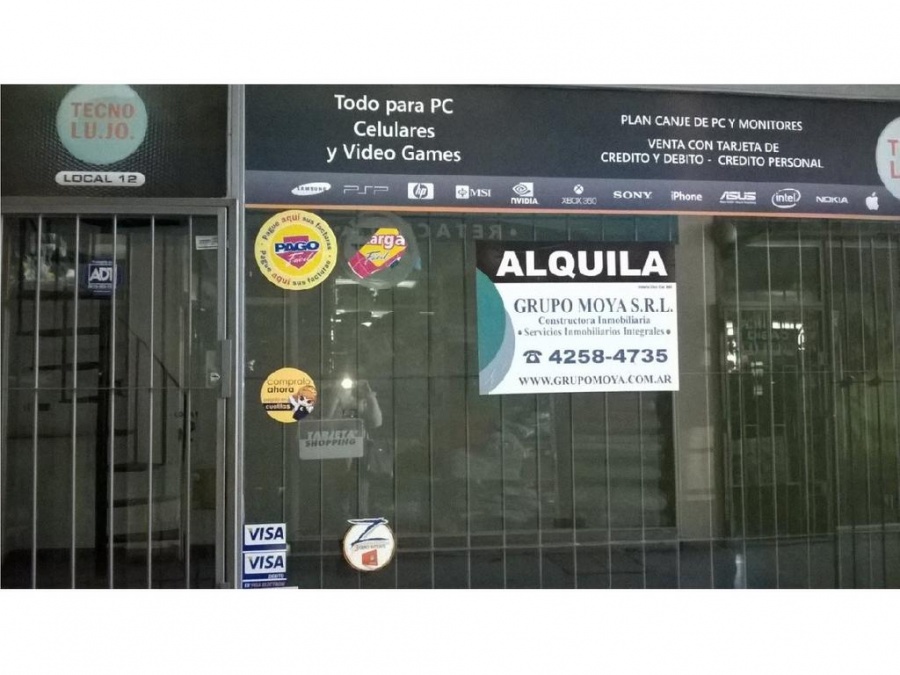 TECNO
LU.JO.
LOCAL 12
Todo para PC
Celulares
y Video Games
PLAN CANJE DE PC Y MONITORES
VENTA CON TARJETA DE
CREDITO Y DEBITO - CREDITO PERSONAL
SAMSUNG PSP hp MSI NVIDIA XBOX 360 SONY iPhone ASUS intel NOKIA
Pague aquí sus facturas
PAGO
Fácil
Pague aquí sus facturas
carga
Fácil
ADT
ALQUILA
GRUPO MOYA S.R.L.
Constructora Inmobiliaria
• Servicios Inmobiliarios Integrales •
☎ 4258-4735
WWW.GRUPOMOYA.COM.AR
compralo
ahora
cuotas
TARJETA
SHOPPING
VISA
VISA
DEBITO